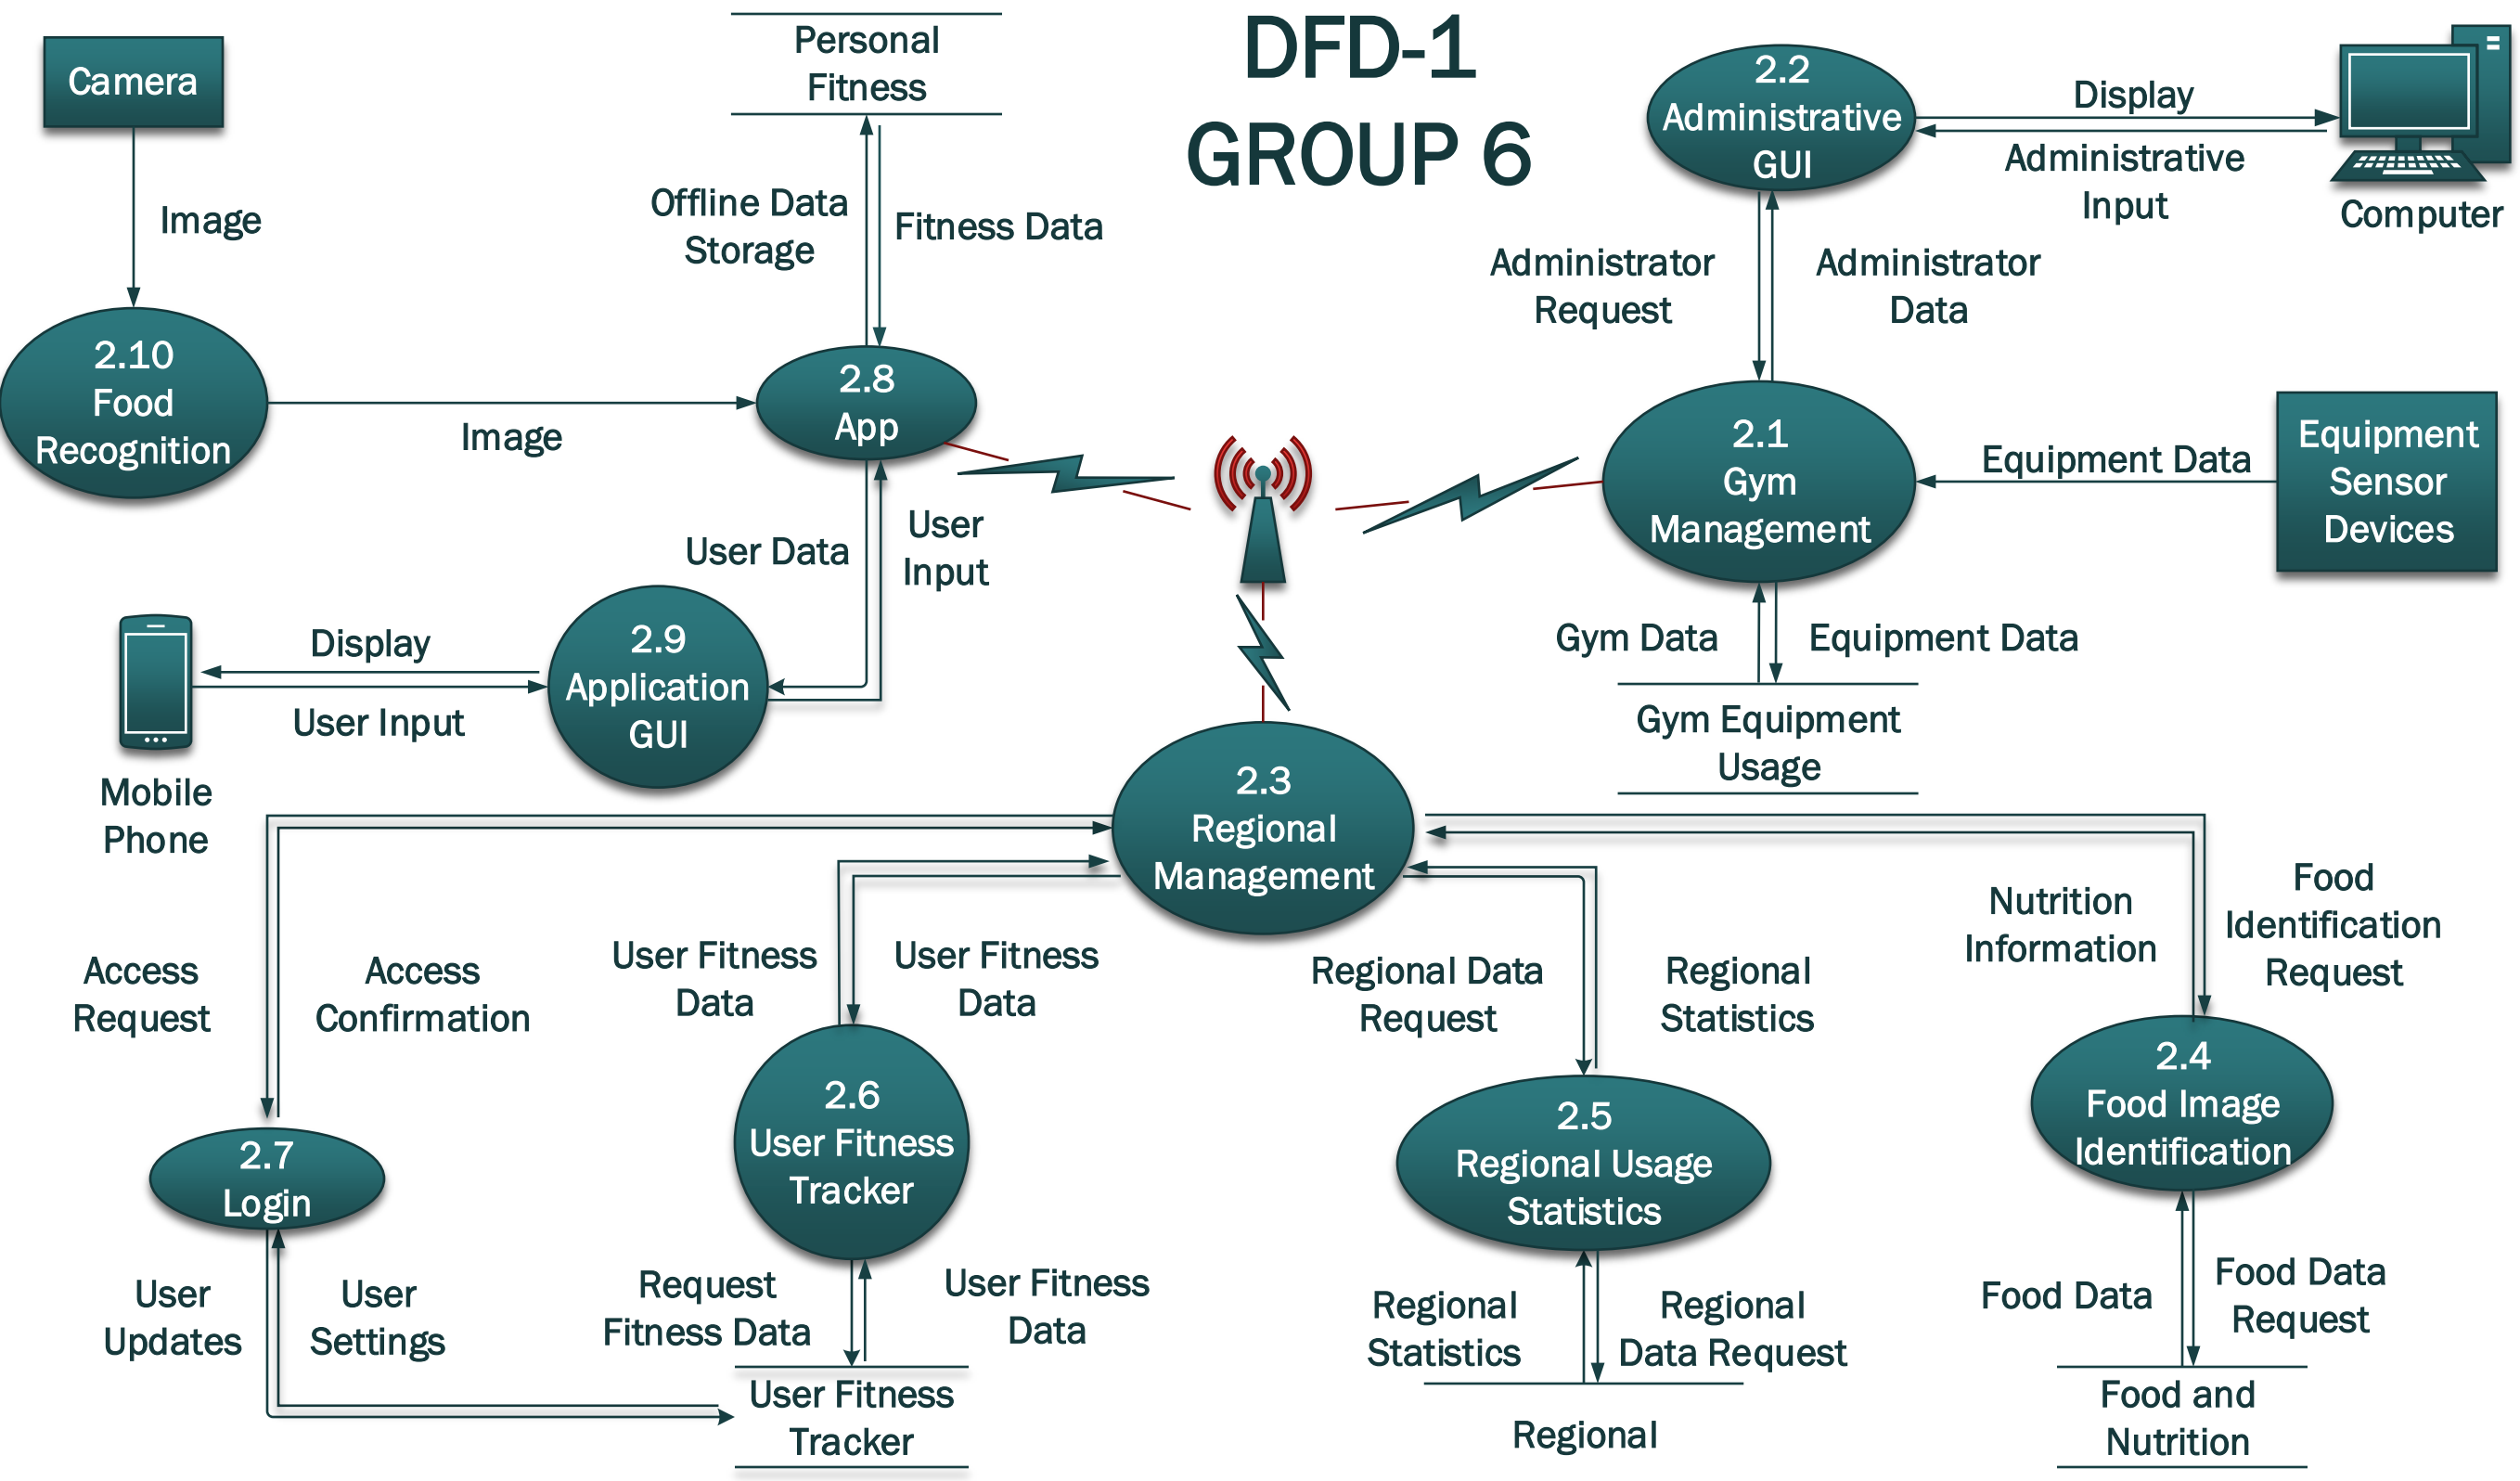 DFD-1
GROUP 6
Camera
Image
2.10
Food
Recognition
Image
Personal
Fitness
Offline Data
Storage
Fitness Data
2.8
App
User Data
User
Input
2.9
Application
GUI
Display
User Input
Mobile
Phone
2.2
Administrative
GUI
Display
Administrative
Input
Computer
Administrator
Request
Administrator
Data
2.1
Gym
Management
Equipment Data
Equipment
Sensor
Devices
Gym Data
Equipment Data
Gym Equipment
Usage
2.3
Regional
Management
Access
Request
Access
Confirmation
User Fitness
Data
User Fitness
Data
Regional Data
Request
Regional
Statistics
Nutrition
Information
Food
Identification
Request
2.7
Login
2.6
User Fitness
Tracker
2.5
Regional Usage
Statistics
2.4
Food Image
Identification
User
Updates
User
Settings
Request
Fitness Data
User Fitness
Data
Regional
Statistics
Regional
Data Request
Food Data
Food Data
Request
User Fitness
Tracker
Regional
Food and
Nutrition